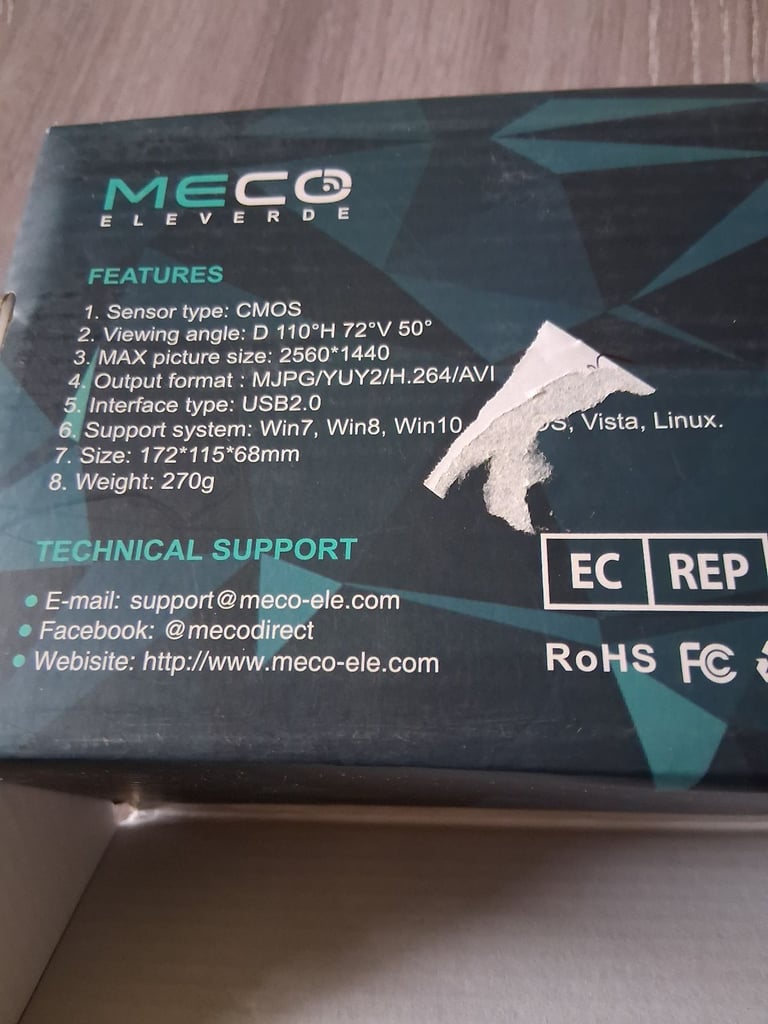 MECO
ELEVERDE
FEATURES
1. Sensor type: CMOS
2. Viewing angle: D 110°H 72°V 50°
3. MAX picture size: 2560*1440
4. Output format : MJPG/YUY2/H.264/AVI
5. Interface type: USB2.0
6. Support system: Win7, Win8, Win10, Vista, Linux.
7. Size: 172*115*68mm
8. Weight: 270g
TECHNICAL SUPPORT
• E-mail: support@meco-ele.com
• Facebook: @mecodirect
• Webisite: http://www.meco-ele.com
EC REP
RoHS FC